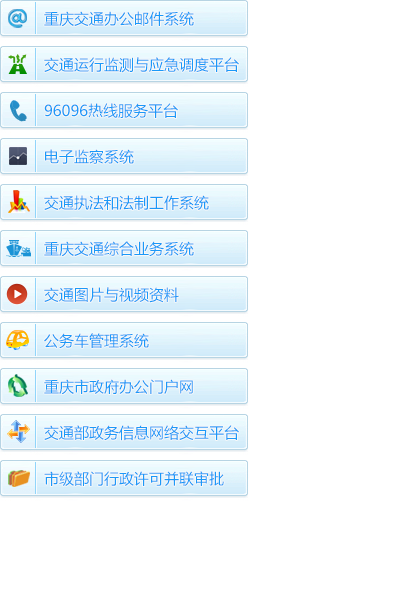 重庆交通办公邮件系统
交通运行监测与应急调度平台
96096热线服务平台
电子监察系统
交通执法和法制工作系统
重庆交通综合业务系统
交通图片与视频资料
公务车管理系统
重庆市政府办公门户网
交通部政务信息网络交互平台
市级部门行政许可并联审批